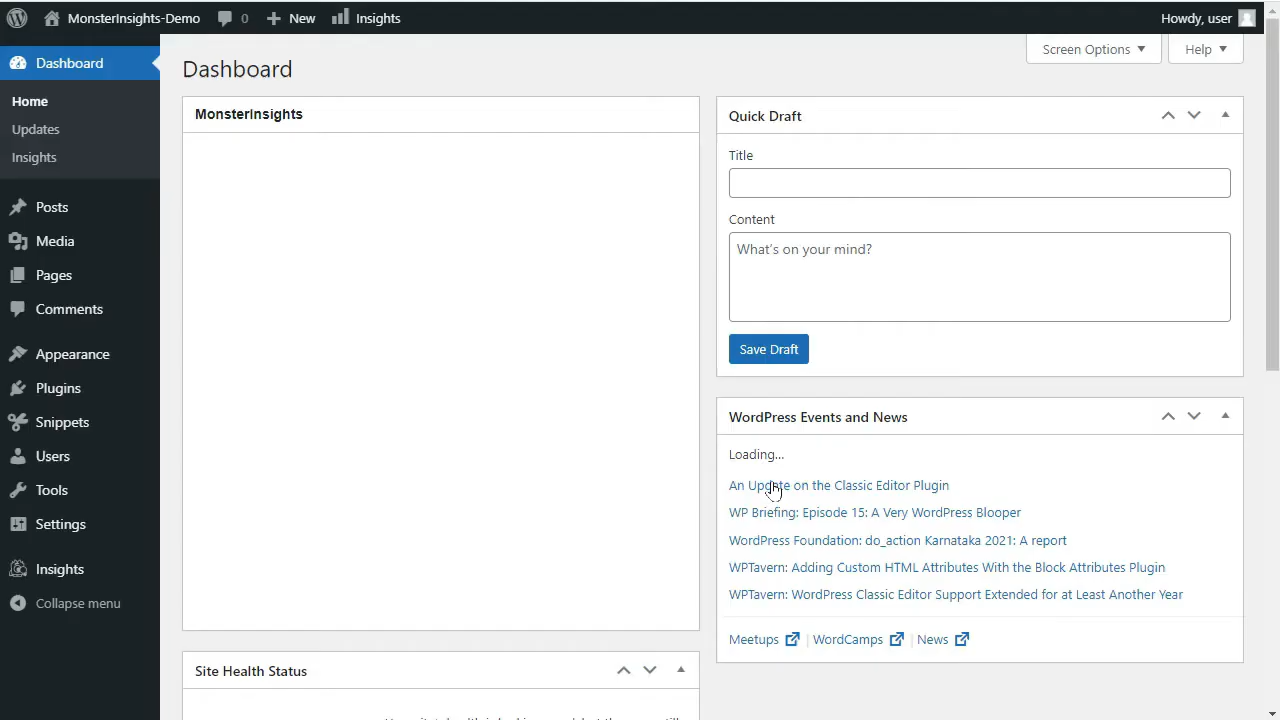 MonsterInsights-Demo 0 New Insights Howdy, user
Dashboard
Home
Updates
Insights
Posts
Media
Pages
Comments
Appearance
Plugins
Snippets
Users
Tools
Settings
Insights
Collapse menu
Screen Options Help
Dashboard
MonsterInsights
Site Health Status
Quick Draft
Title
Content
What's on your mind?
Save Draft
WordPress Events and News
Loading...
An Update on the Classic Editor Plugin
WP Briefing: Episode 15: A Very WordPress Blooper
WordPress Foundation: do_action Karnataka 2021: A report
WPTavern: Adding Custom HTML Attributes With the Block Attributes Plugin
WPTavern: WordPress Classic Editor Support Extended for at Least Another Year
Meetups | WordCamps | News